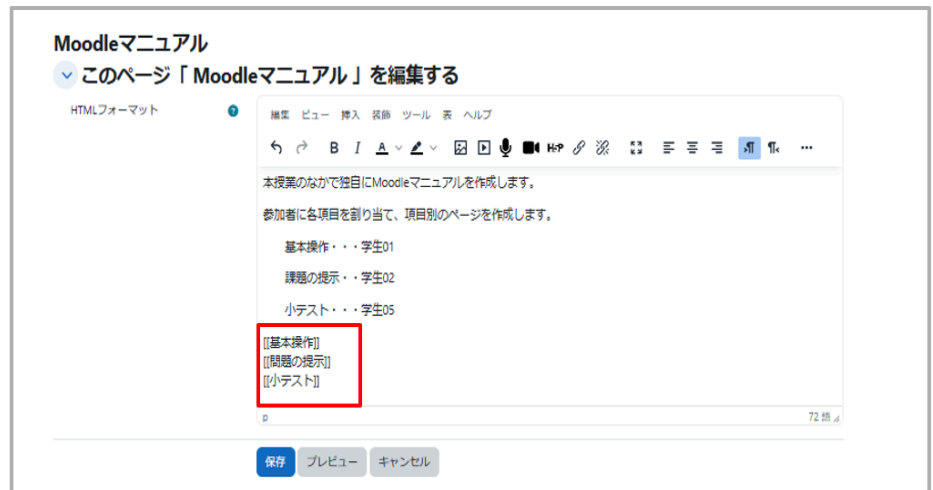 Moodleマニュアル
このページ「 Moodleマニュアル 」を編集する
HTMLフォーマット
編集 ビュー 挿入 装飾 ツール 表 ヘルプ
B I A H5P
本授業のなかで独自にMoodleマニュアルを作成します。
参加者に各項目を割り当て、項目別のページを作成します。
基本操作・・・学生01
課題の提示・・学生02
小テスト・・・学生05
[[基本操作]]
[[問題の提示]]
[[小テスト]]
p 72 語
保存 プレビュー キャンセル